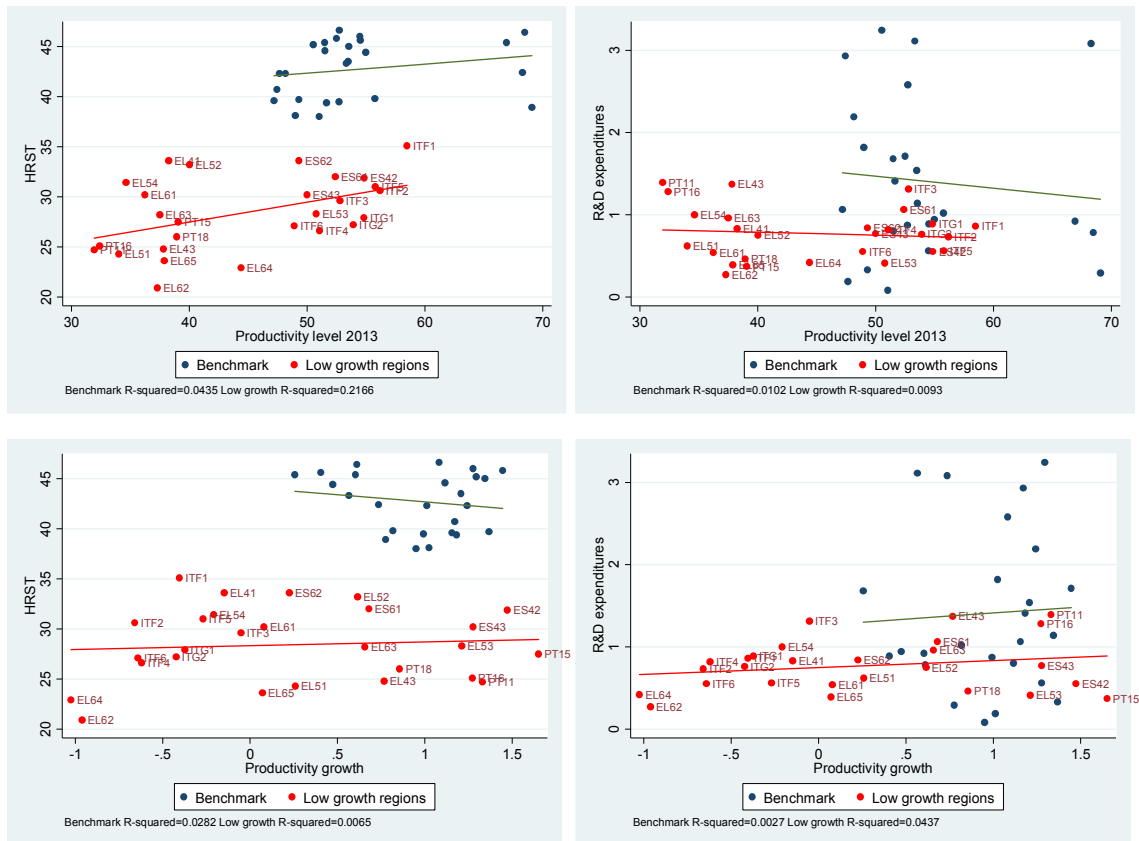 HRST
45
40
35
30
25
20
ITF1
EL41
EL52
ES62
ES42
EL54
ITF5
ITF2
EL61
ES43
ITF3
EL63
PT15
EL53
ITG1
ITF6
ITF4
ITG2
PT18
PT16
EL51
EL43
EL65
EL64
EL62
30 40 50 60 70
Productivity level 2013
Benchmark Low growth regions
Benchmark R-squared=0.0435 Low growth R-squared=0.2166
R&D expenditures
3
2
1
0
PT11
PT16
EL43
ITF3
EL54
EL63
ES61
ITG1
ITF1
EL41
EL52
ES43
ITG2
ITF2
EL51
EL61
ITF6
ES42
ITF5
PT18
PT15
EL62
EL64
EL53
30 40 50 60 70
Productivity level 2013
Benchmark Low growth regions
Benchmark R-squared=0.0102 Low growth R-squared=0.0093
HRST
45
40
35
30
25
20
ITF1
EL41
ES62
EL52
ES61
ES42
EL54
ITF5
ITF2
EL61
ES43
ITF3
ITG1
ITG2
ITF6
ITF4
EL63
EL53
PT15
PT18
EL43
PT16
PT11
EL51
EL65
EL64
EL62
-1 -.5 0 .5 1 1.5
Productivity growth
Benchmark Low growth regions
Benchmark R-squared=0.0282 Low growth R-squared=0.0065
R&D expenditures
3
2
1
0
ITF3
EL43
PT11
PT16
EL54
ES61
EL63
ITG1
ITF1
ITF4
ITF2
ITG2
EL41
ES62
EL52
ES43
EL51
ITF6
ITF5
EL61
ES42
EL64
EL62
EL65
PT18
EL53
PT15
-1 -.5 0 .5 1 1.5
Productivity growth
Benchmark Low growth regions
Benchmark R-squared=0.0027 Low growth R-squared=0.0437